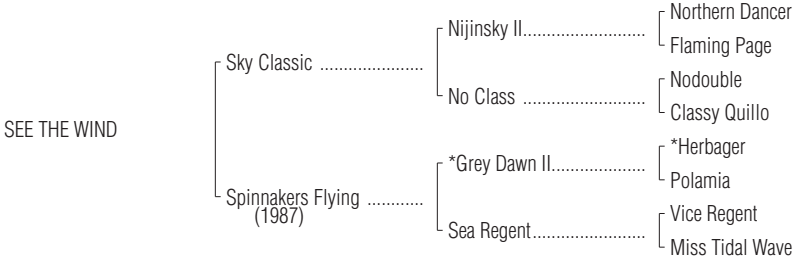 Northern Dancer
Nijinsky II..........................
Flaming Page
Sky Classic ......................
Nodouble
No Class ..........................
Classy Quillo
SEE THE WIND
*Herbager
*Grey Dawn II....................
Polamia
Spinnakers Flying ............
(1987)
Vice Regent
Sea Regent........................
Miss Tidal Wave